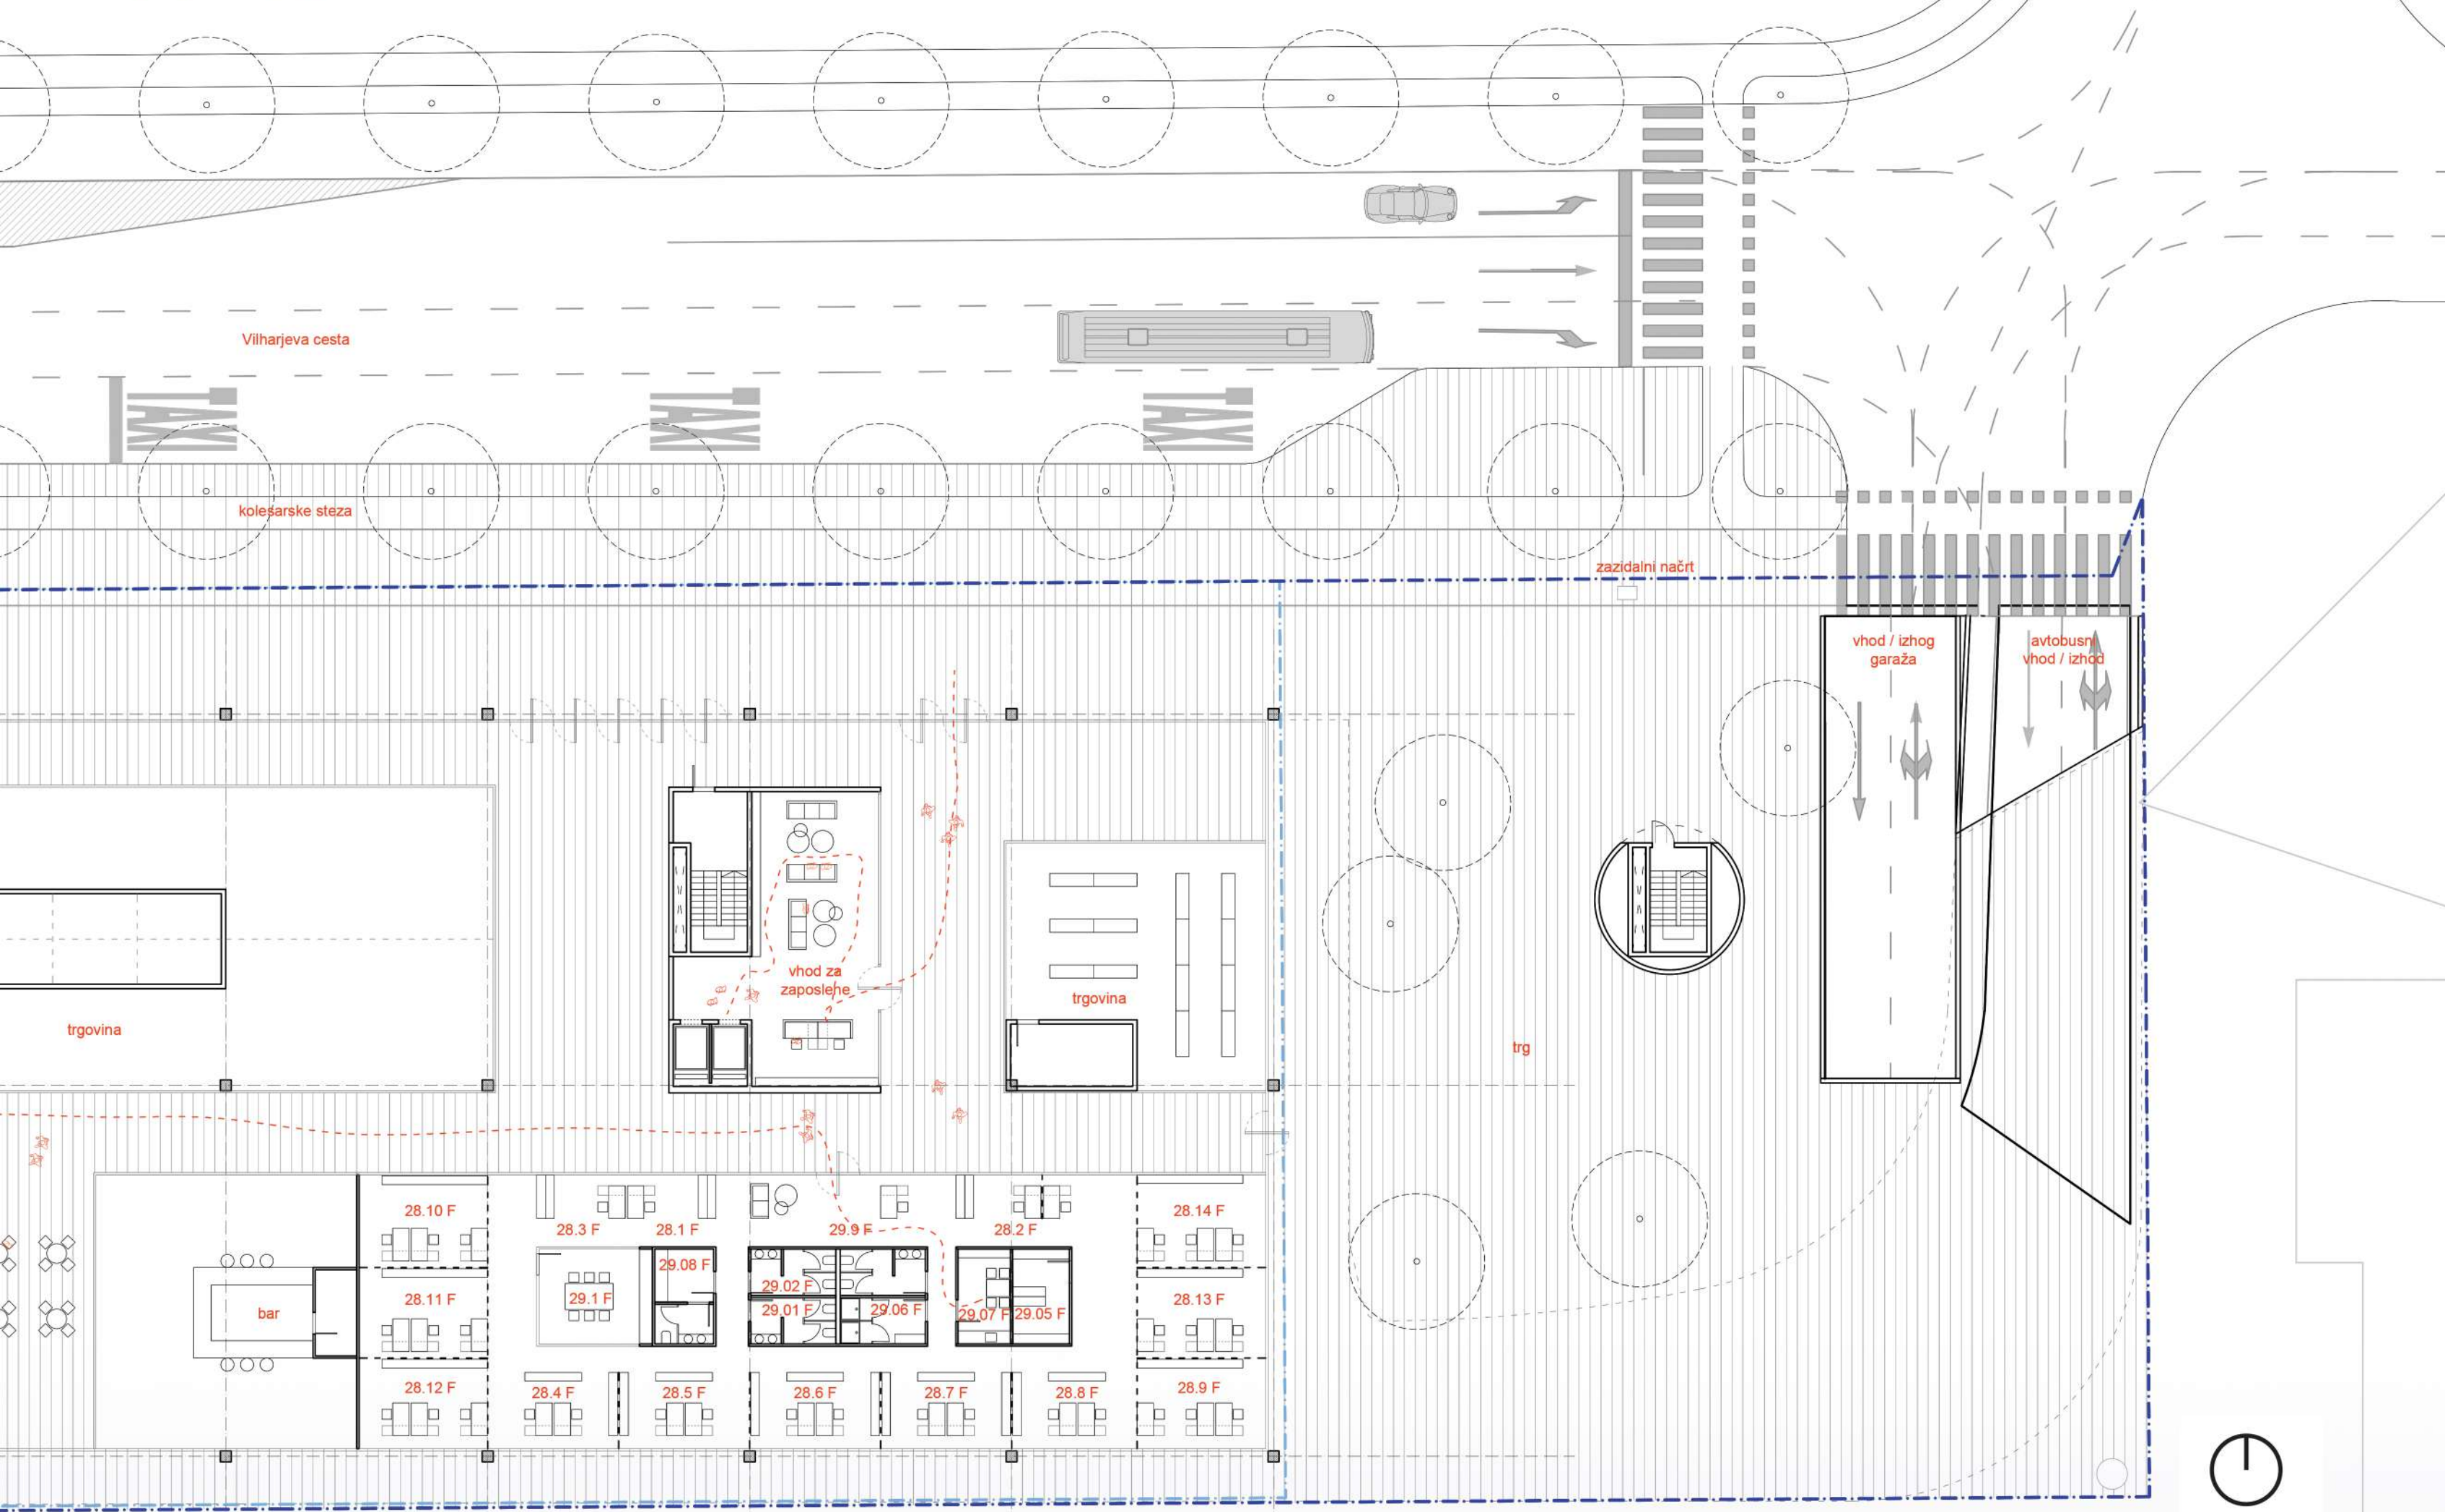 TAXI
TAXI
TAXI
Vilharjeva cesta
kolesarske steza
zazidalni načrt
vhod / izhog
garaža
avtobusni
vhod / izhod
vhod za
zaposlene
trgovina
trgovina
trg
28.10 F
28.3 F
28.1 F
29.9 F
28.2 F
28.14 F
29.08 F
29.02 F
28.11 F
29.1 F
29.01 F
29.06 F
29.07 F
29.05 F
28.13 F
bar
28.12 F
28.4 F
28.5 F
28.6 F
28.7 F
28.8 F
28.9 F